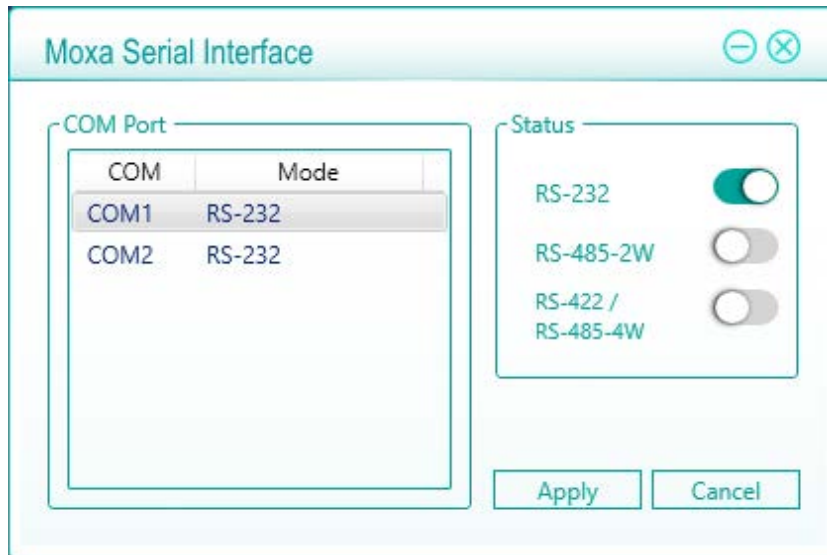 Moxa Serial Interface
COM Port
COM Mode
COM1 RS-232
COM2 RS-232
Status
RS-232
RS-485-2W
RS-422 /
RS-485-4W
Apply Cancel